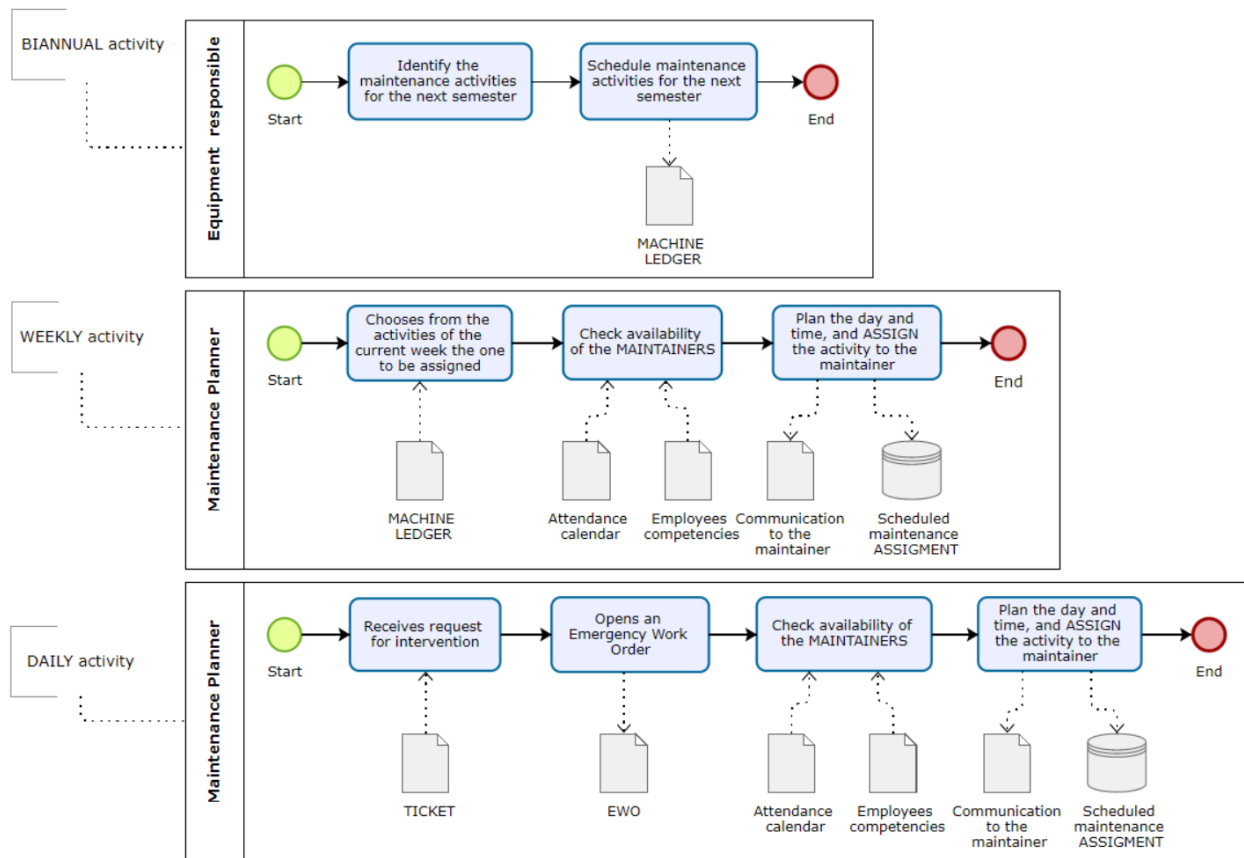 BIANNUAL activity
Equipment responsible
Start
Identify the
maintenance activities
for the next semester
Schedule maintenance
activities for the next
semester
End
MACHINE
LEDGER
WEEKLY activity
Maintenance Planner
Start
Chooses from the
activities of the
current week the one
to be assigned
Check availability
of the MAINTAINERS
Plan the day and
time, and ASSIGN
the activity to the
maintainer
End
MACHINE
LEDGER
Attendance
calendar
Employees
competencies
Communication
to the
maintainer
Scheduled
maintenance
ASSIGMENT
DAILY activity
Maintenance Planner
Start
Receives request
for intervention
Opens an
Emergency Work
Order
Check availability of
the MAINTAINERS
Plan the day and
time, and ASSIGN
the activity to the
maintainer
End
TICKET
EWO
Attendance
calendar
Employees
competencies
Communication
to the
maintainer
Scheduled
maintenance
ASSIGMENT